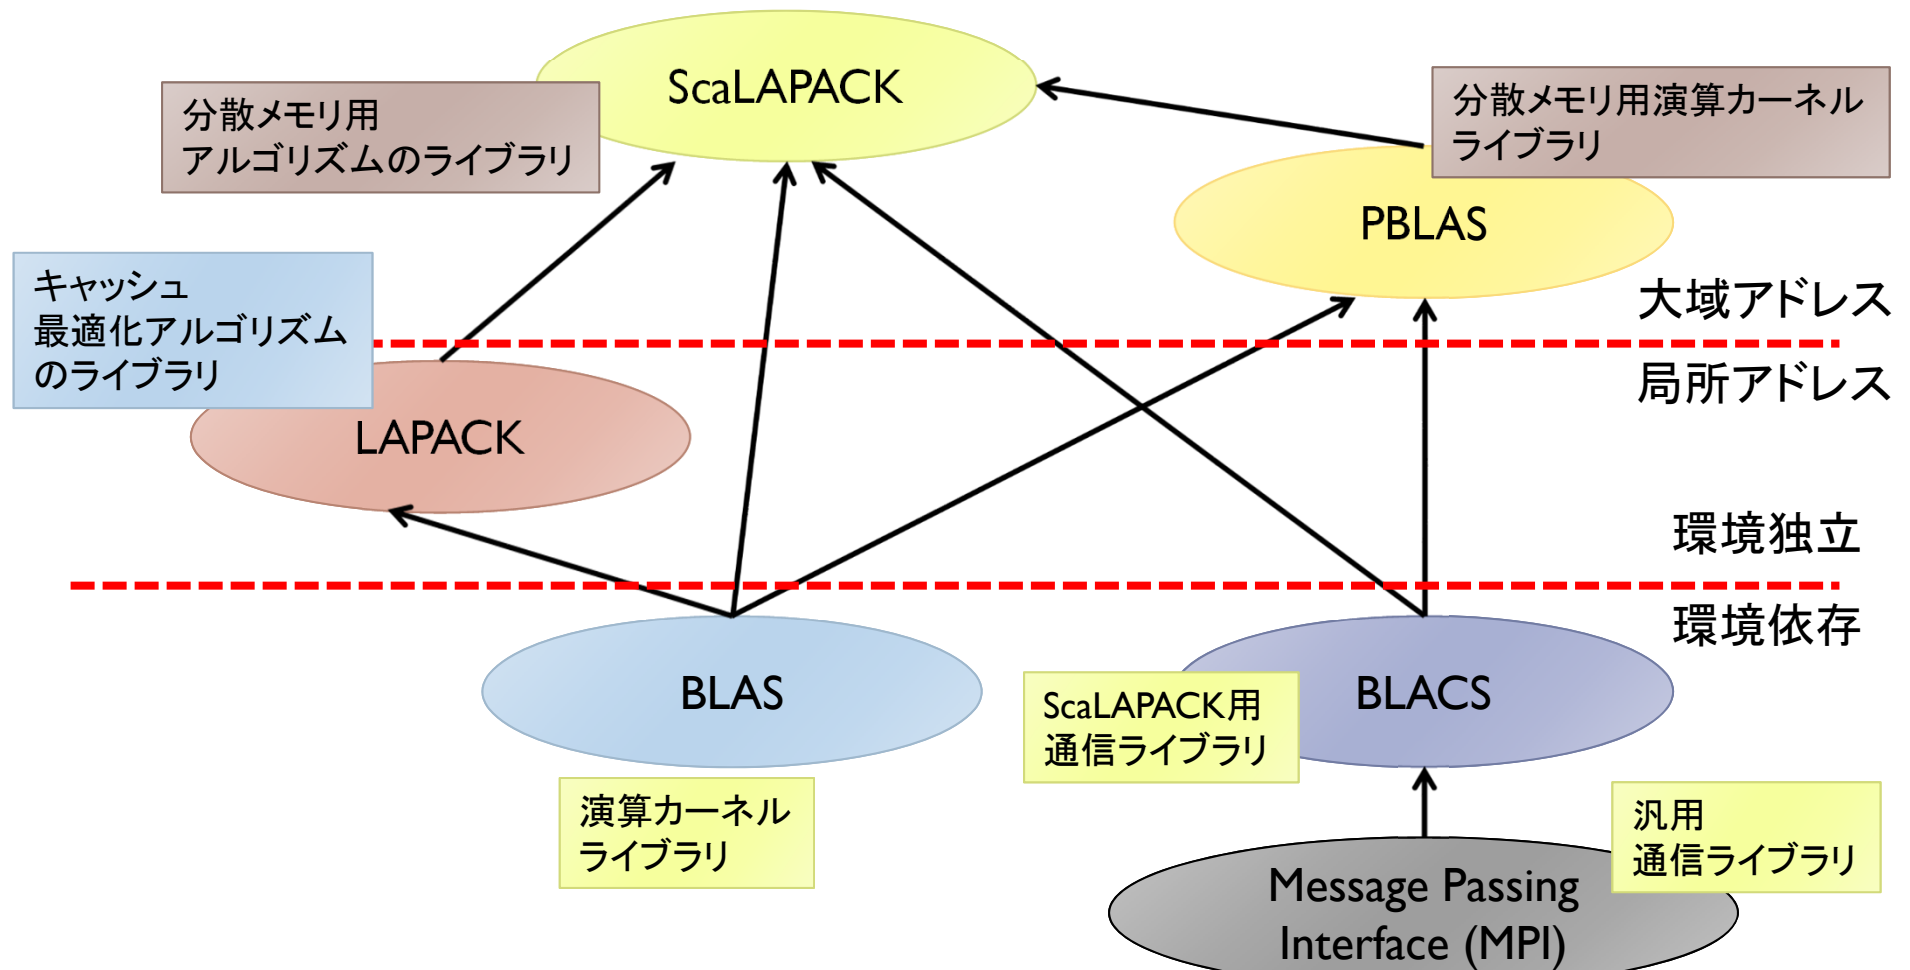 ScaLAPACK
分散メモリ用
アルゴリズムのライブラリ
分散メモリ用演算カーネル
ライブラリ
PBLAS
キャッシュ
最適化アルゴリズム
のライブラリ
大域アドレス
局所アドレス
LAPACK
環境独立
環境依存
BLAS
ScaLAPACK用
通信ライブラリ
BLACS
演算カーネル
ライブラリ
汎用
通信ライブラリ
Message Passing
Interface (MPI)